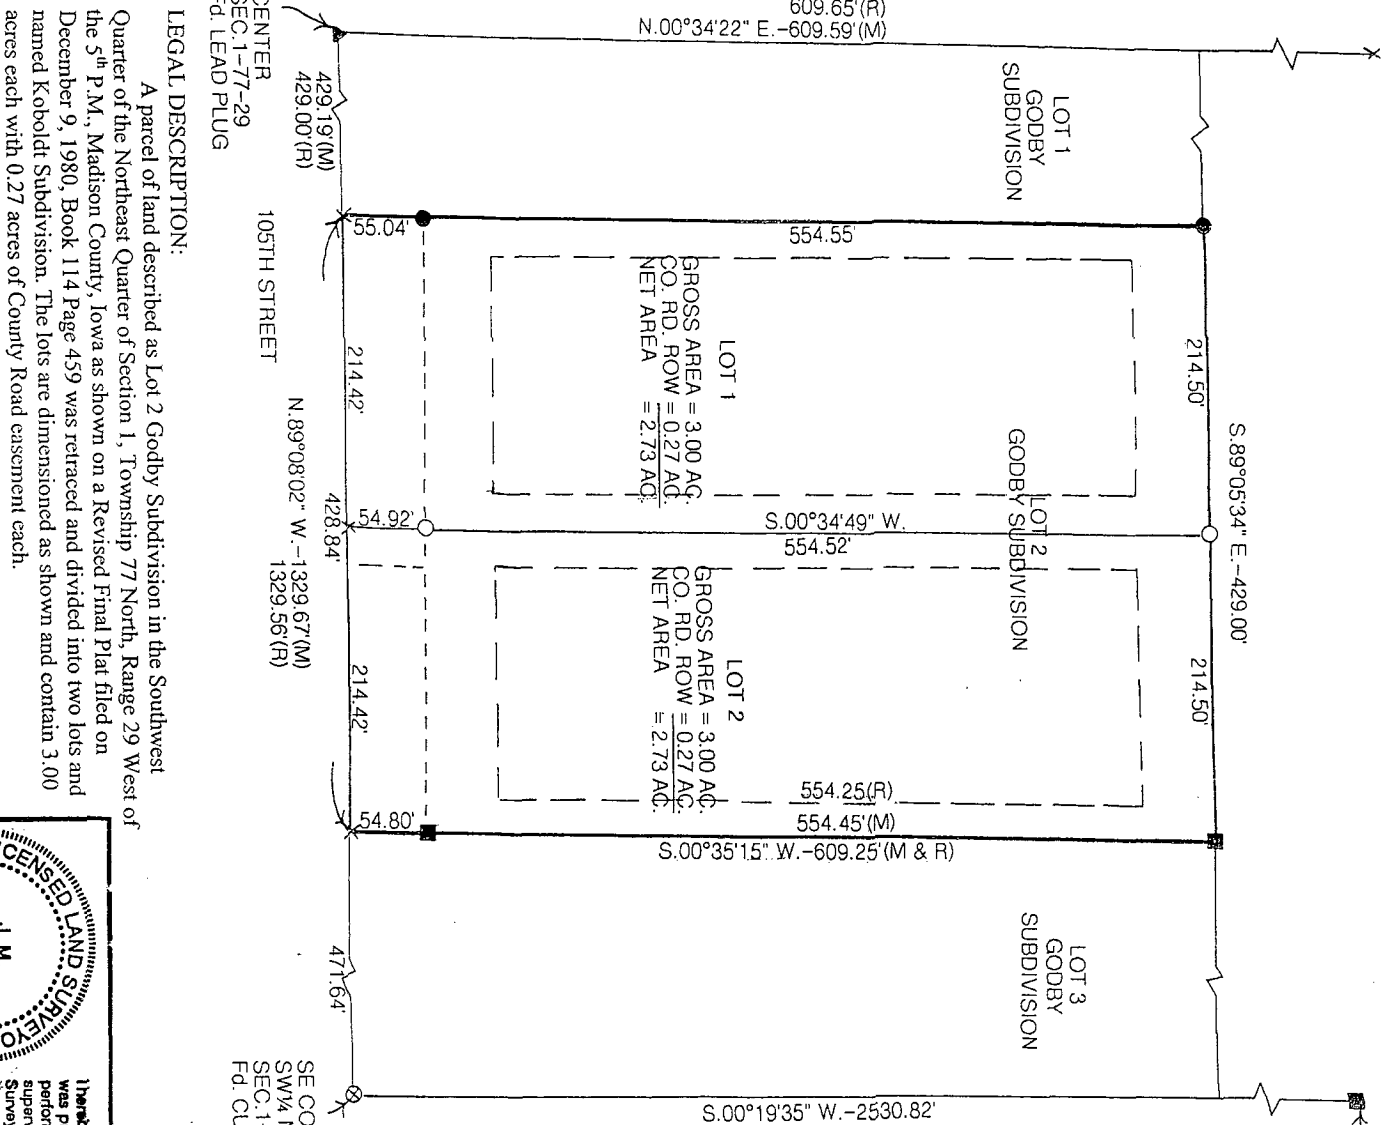 609.65'(R)
N.00°34'22" E.-609.59'(M)
LOT 1
GODBY
SUBDIVISION
CENTER
SEC.1-77-29
Fd. LEAD PLUG
429.19'(M)
429.00'(R)
55.04'
554.55'
105TH STREET
LOT 1
GROSS AREA = 3.00 AC.
CO. RD. ROW = 0.27 AC.
NET AREA = 2.73 AC.
214.42'
214.50'
S.89°05'34" E.-429.00'
N.89°08'02" W.-1329.67'(M)
1329.56'(R)
428.84'
54.92'
S.00°34'49" W.
554.52'
LOT 2
GODBY SUBDIVISION
LOT 2
GROSS AREA = 3.00 AC.
CO. RD. ROW = 0.27 AC.
NET AREA = 2.73 AC.
214.42'
214.50'
554.25'(R)
54.80'
554.45'(M)
S.00°35'15" W.-609.25'(M & R)
LOT 3
GODBY
SUBDIVISION
471.64'
SE CO
SW¼ N
SEC.1-
Fd. CU
S.00°19'35" W.-2530.82'
LEGAL DESCRIPTION:
A parcel of land described as Lot 2 Godby Subdivision in the Southwest
Quarter of the Northeast Quarter of Section 1, Township 77 North, Range 29 West of
the 5th P.M., Madison County, Iowa as shown on a Revised Final Plat filed on
December 9, 1980, Book 114 Page 459 was retraced and divided into two lots and
named Koboldt Subdivision. The lots are dimensioned as shown and contain 3.00
acres each with 0.27 acres of County Road easement each.
CENSED LAND SURVEYO
J. M
I hereb
was p
perfor
super
Surve